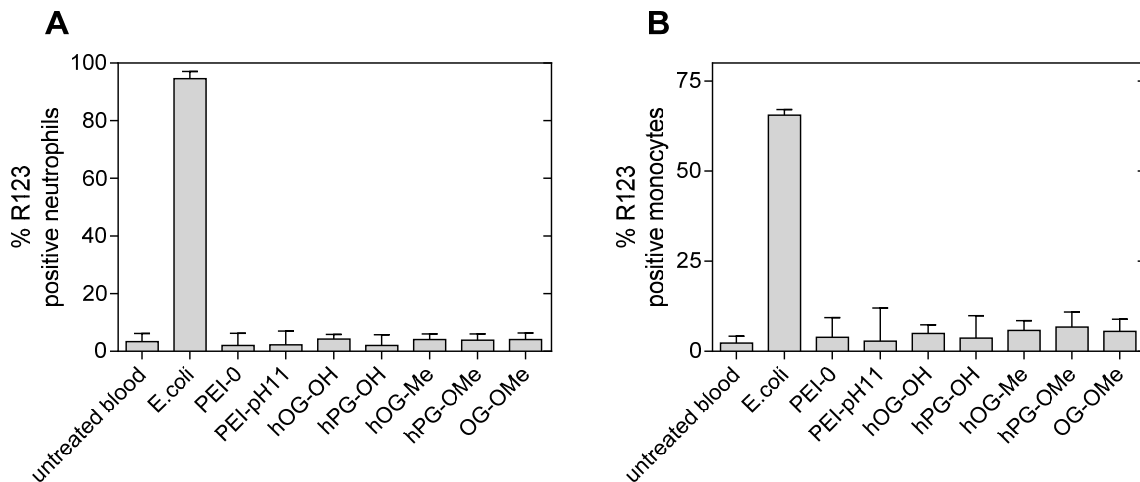 A
% R123
positive neutrophils
100
80
60
40
20
0
untreated blood
E.coli
PEI-0
PEI-pH11
hOG-OH
hPG-OH
hOG-Me
hPG-OMe
OG-OMe
B
% R123
positive monocytes
75
50
25
0
untreated blood
E.coli
PEI-0
PEI-pH11
hOG-OH
hPG-OH
hOG-Me
hPG-OMe
OG-OMe